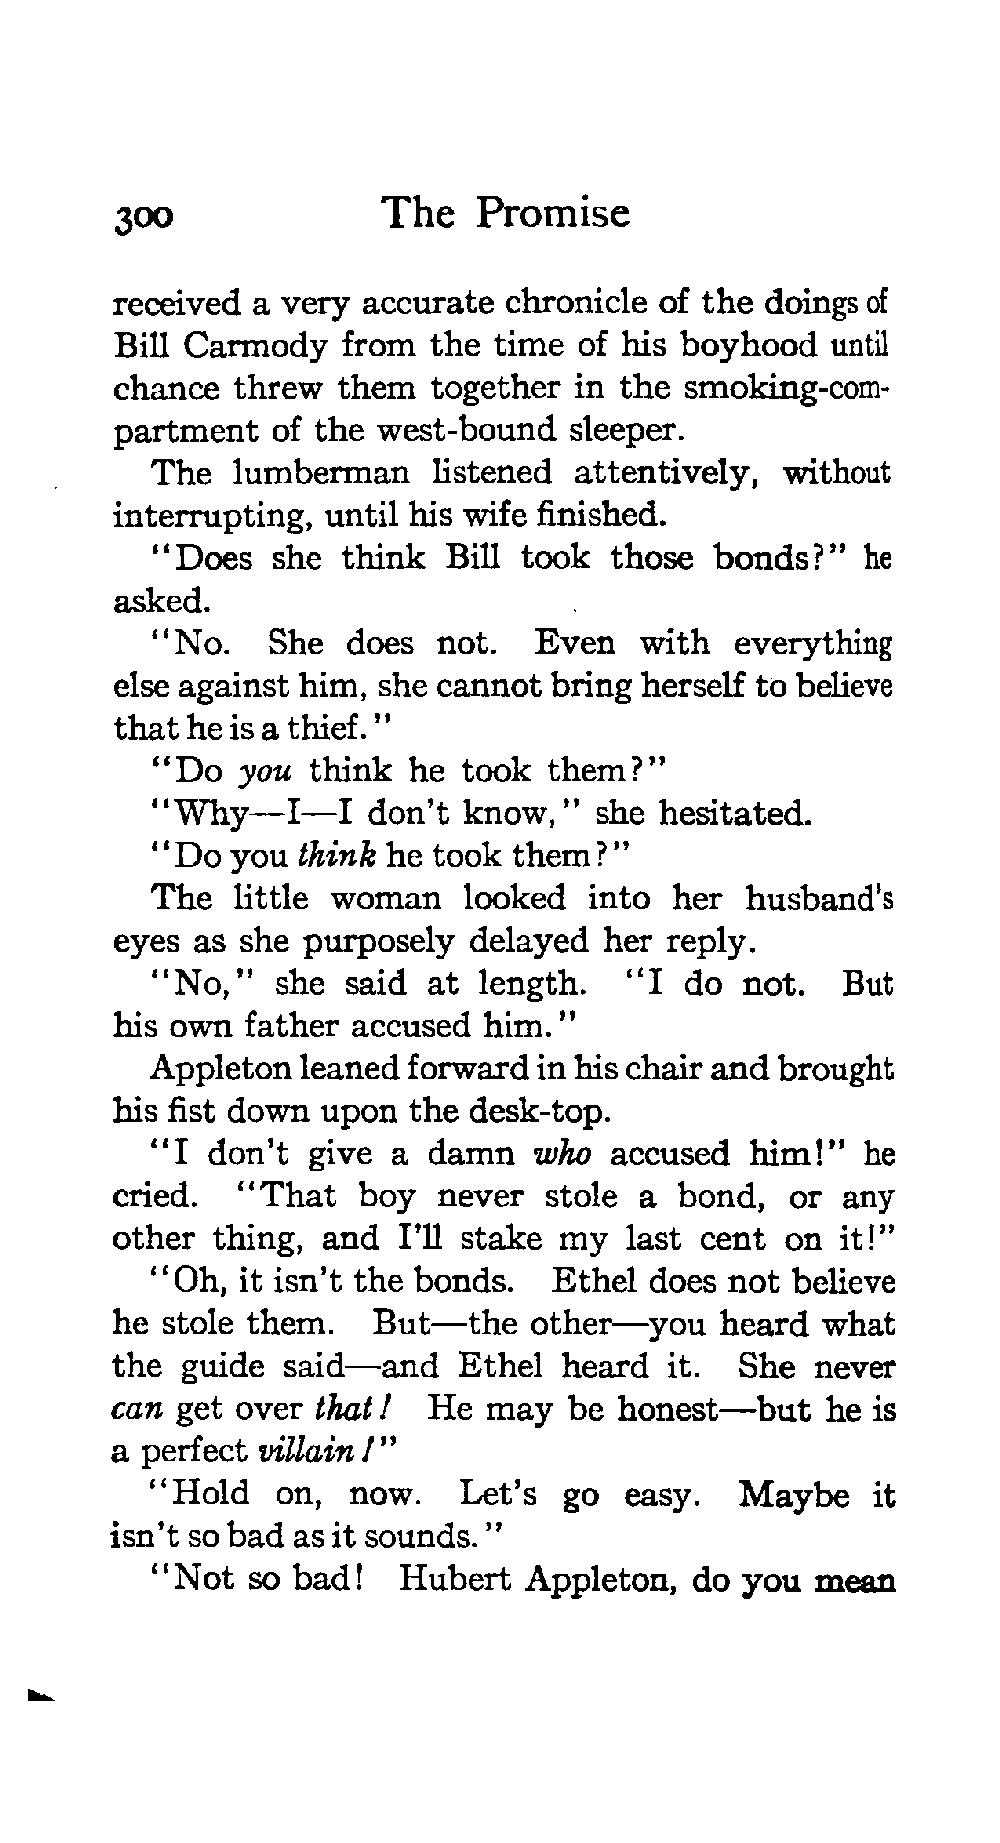 300 The Promise
received a very accurate chronicle of the doings of
Bill Carmody from the time of his boyhood until
chance threw them together in the smoking-com-
partment of the west-bound sleeper.
The lumberman listened attentively, without
interrupting, until his wife finished.
"Does she think Bill took those bonds?" he
asked.
"No. She does not. Even with everything
else against him, she cannot bring herself to believe
that he is a thief."
"Do you think he took them?"
"Why—I—I don't know," she hesitated.
"Do you think he took them?"
The little woman looked into her husband's
eyes as she purposely delayed her reply.
"No," she said at length. "I do not. But
his own father accused him."
Appleton leaned forward in his chair and brought
his fist down upon the desk-top.
"I don't give a damn who accused him!" he
cried. "That boy never stole a bond, or any
other thing, and I'll stake my last cent on it!"
"Oh, it isn't the bonds. Ethel does not believe
he stole them. But—the other—you heard what
the guide said—and Ethel heard it. She never
can get over that! He may be honest—but he is
a perfect villain!"
"Hold on, now. Let's go easy. Maybe it
isn't so bad as it sounds."
"Not so bad! Hubert Appleton, do you mean